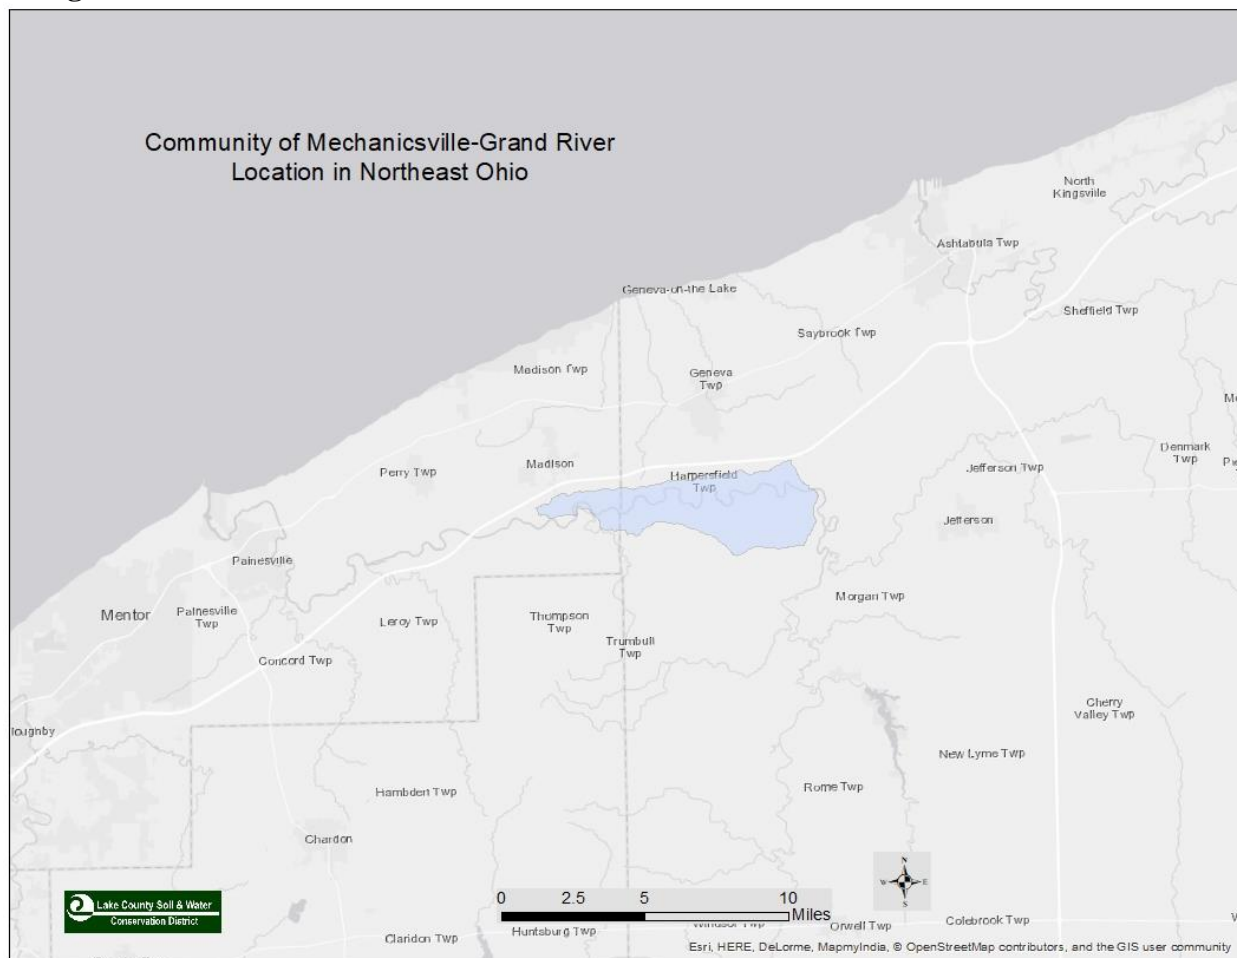 Community of Mechanicsville-Grand River
Location in Northeast Ohio
North
Kingsville
Ashtabula Twp
Geneva-on-the Lake
Sheffield Twp
Saybrook Twp
Madison Twp
Geneva
Twp
Denmark
Twp
Madison
Perry Twp
Harpersfield
Twp
Jefferson Twp
Jefferson
Painesville
Mentor
Painesville
Twp
Leroy Twp
Thompson
Twp
Morgan Twp
Trumbull
Twp
Concord Twp
Cherry
Valley Twp
loughby
New Lyme Twp
Hambden Twp
Rome Twp
Chardon
N
W E
S
Lake County Soil & Water
Conservation District
0 2.5 5 10
Miles
Claridon Twp
Huntsburg Twp
Windsor Twp
Orwell Twp
Colebrook Twp
Esri, HERE, DeLorme, MapmyIndia, © OpenStreetMap contributors, and the GIS user community